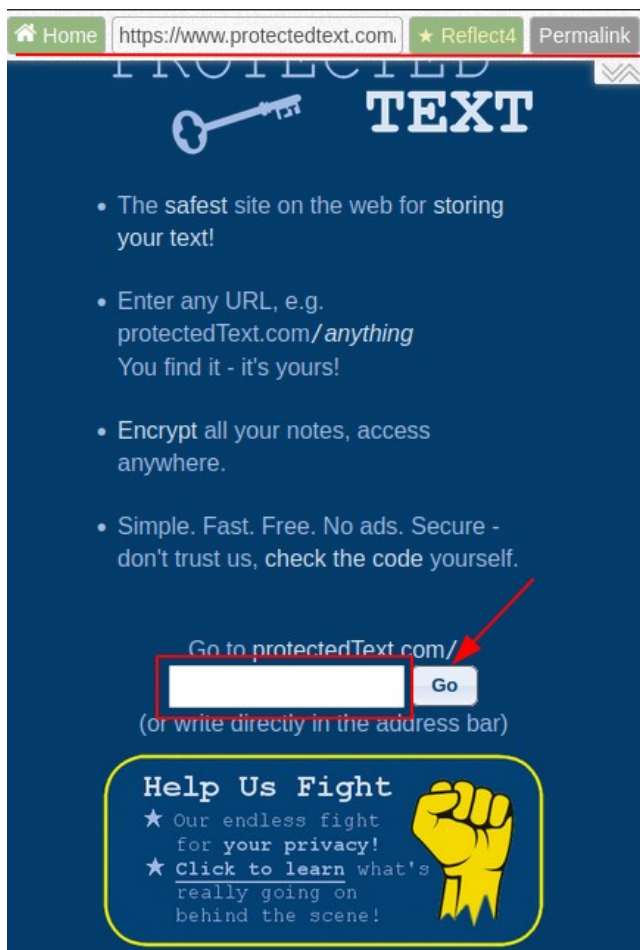 Home https://www.protectedtext.com/ ★ Reflect4 Permalink
PROTECTED
TEXT
• The safest site on the web for storing
your text!
• Enter any URL, e.g.
protectedText.com/anything
You find it - it's yours!
• Encrypt all your notes, access
anywhere.
• Simple. Fast. Free. No ads. Secure -
don't trust us, check the code yourself.
Go to protectedText.com/
Go
(or write directly in the address bar)
Help Us Fight
★ Our endless fight
for your privacy!
★ Click to learn what's
really going on
behind the scene!